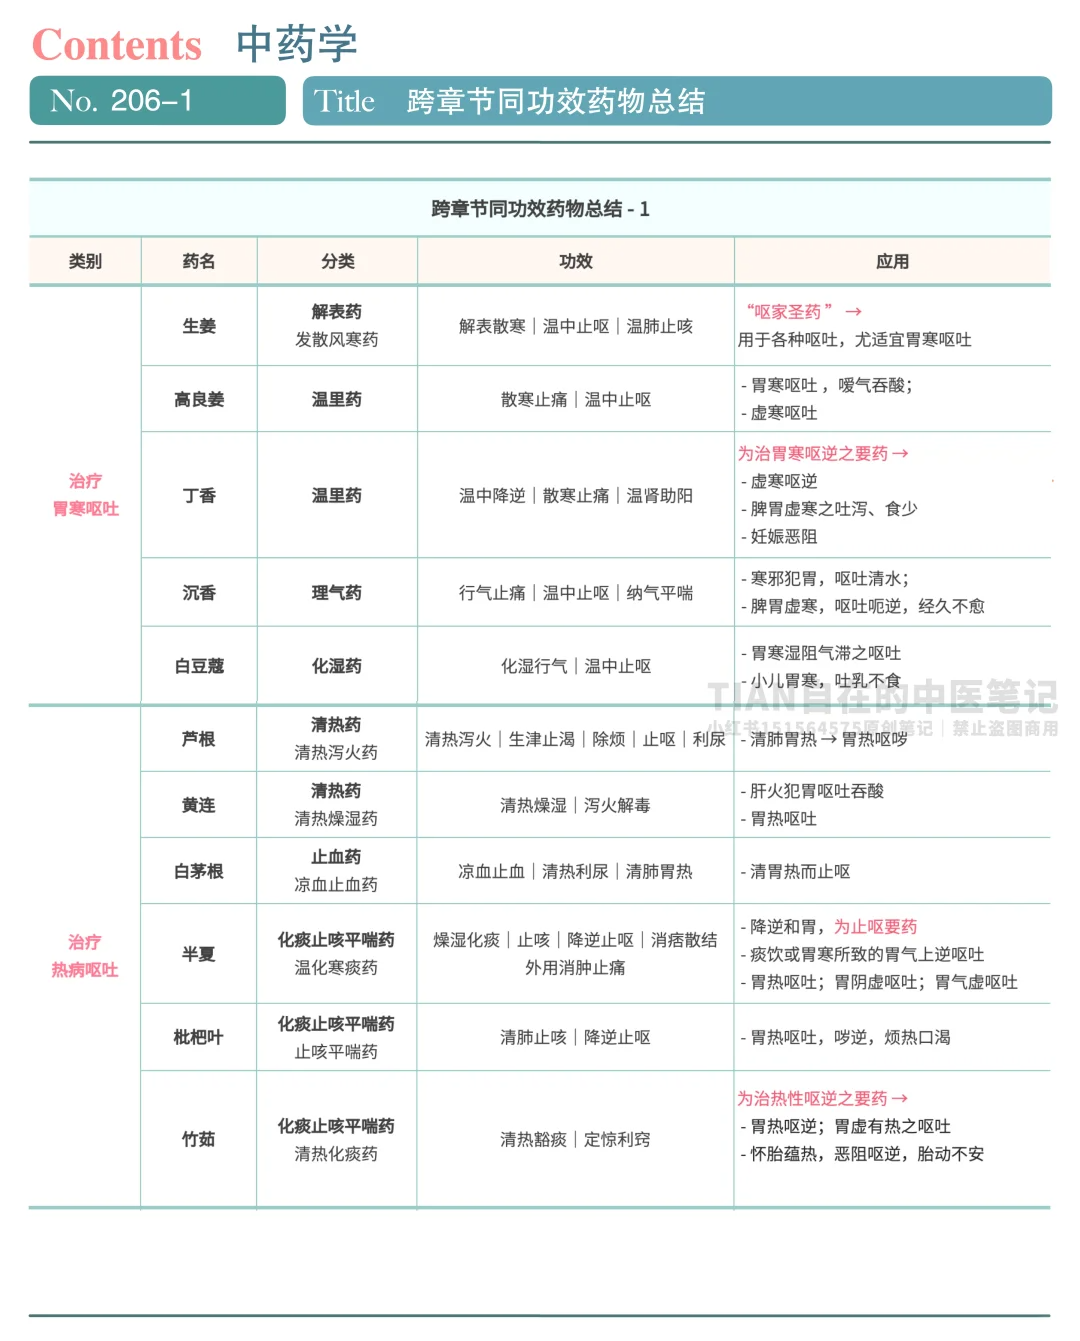 Contents 中药学
No. 206-1
Title 跨章节同功效药物总结
跨章节同功效药物总结 - 1
类别 药名 分类 功效 应用
治疗
胃寒呕吐
生姜
解表药
发散风寒药
解表散寒｜温中止呕｜温肺止咳
“呕家圣药” →
用于各种呕吐，尤适宜胃寒呕吐
高良姜
温里药
散寒止痛｜温中止呕
- 胃寒呕吐 ，嗳气吞酸；
- 虚寒呕吐
丁香
温里药
温中降逆｜散寒止痛｜温肾助阳
为治胃寒呕逆之要药 →
- 虚寒呕逆
- 脾胃虚寒之吐泻、食少
- 妊娠恶阻
沉香
理气药
行气止痛｜温中止呕｜纳气平喘
- 寒邪犯胃，呕吐清水；
- 脾胃虚寒，呕吐呃逆，经久不愈
白豆蔻
化湿药
化湿行气｜温中止呕
- 胃寒湿阻气滞之呕吐
- 小儿胃寒，吐乳不食
TIAN自在的中医笔记
小红书151564575原创笔记｜禁止盗图商用
治疗
热病呕吐
芦根
清热药
清热泻火药
清热泻火｜生津止渴｜除烦｜止呕｜利尿
- 清肺胃热 → 胃热呕哕
黄连
清热药
清热燥湿药
清热燥湿｜泻火解毒
- 肝火犯胃呕吐吞酸
- 胃热呕吐
白茅根
止血药
凉血止血药
凉血止血｜清热利尿｜清肺胃热
- 清胃热而止呕
半夏
化痰止咳平喘药
温化寒痰药
燥湿化痰｜止咳｜降逆止呕｜消痞散结
外用消肿止痛
- 降逆和胃，为止呕要药
- 痰饮或胃寒所致的胃气上逆呕吐
- 胃热呕吐；胃阴虚呕吐；胃气虚呕吐
枇杷叶
化痰止咳平喘药
止咳平喘药
清肺止咳｜降逆止呕
- 胃热呕吐，哕逆，烦热口渴
竹茹
化痰止咳平喘药
清热化痰药
清热豁痰｜定惊利窍
为治热性呕逆之要药 →
- 胃热呕逆；胃虚有热之呕吐
- 怀胎蕴热，恶阻呕逆，胎动不安